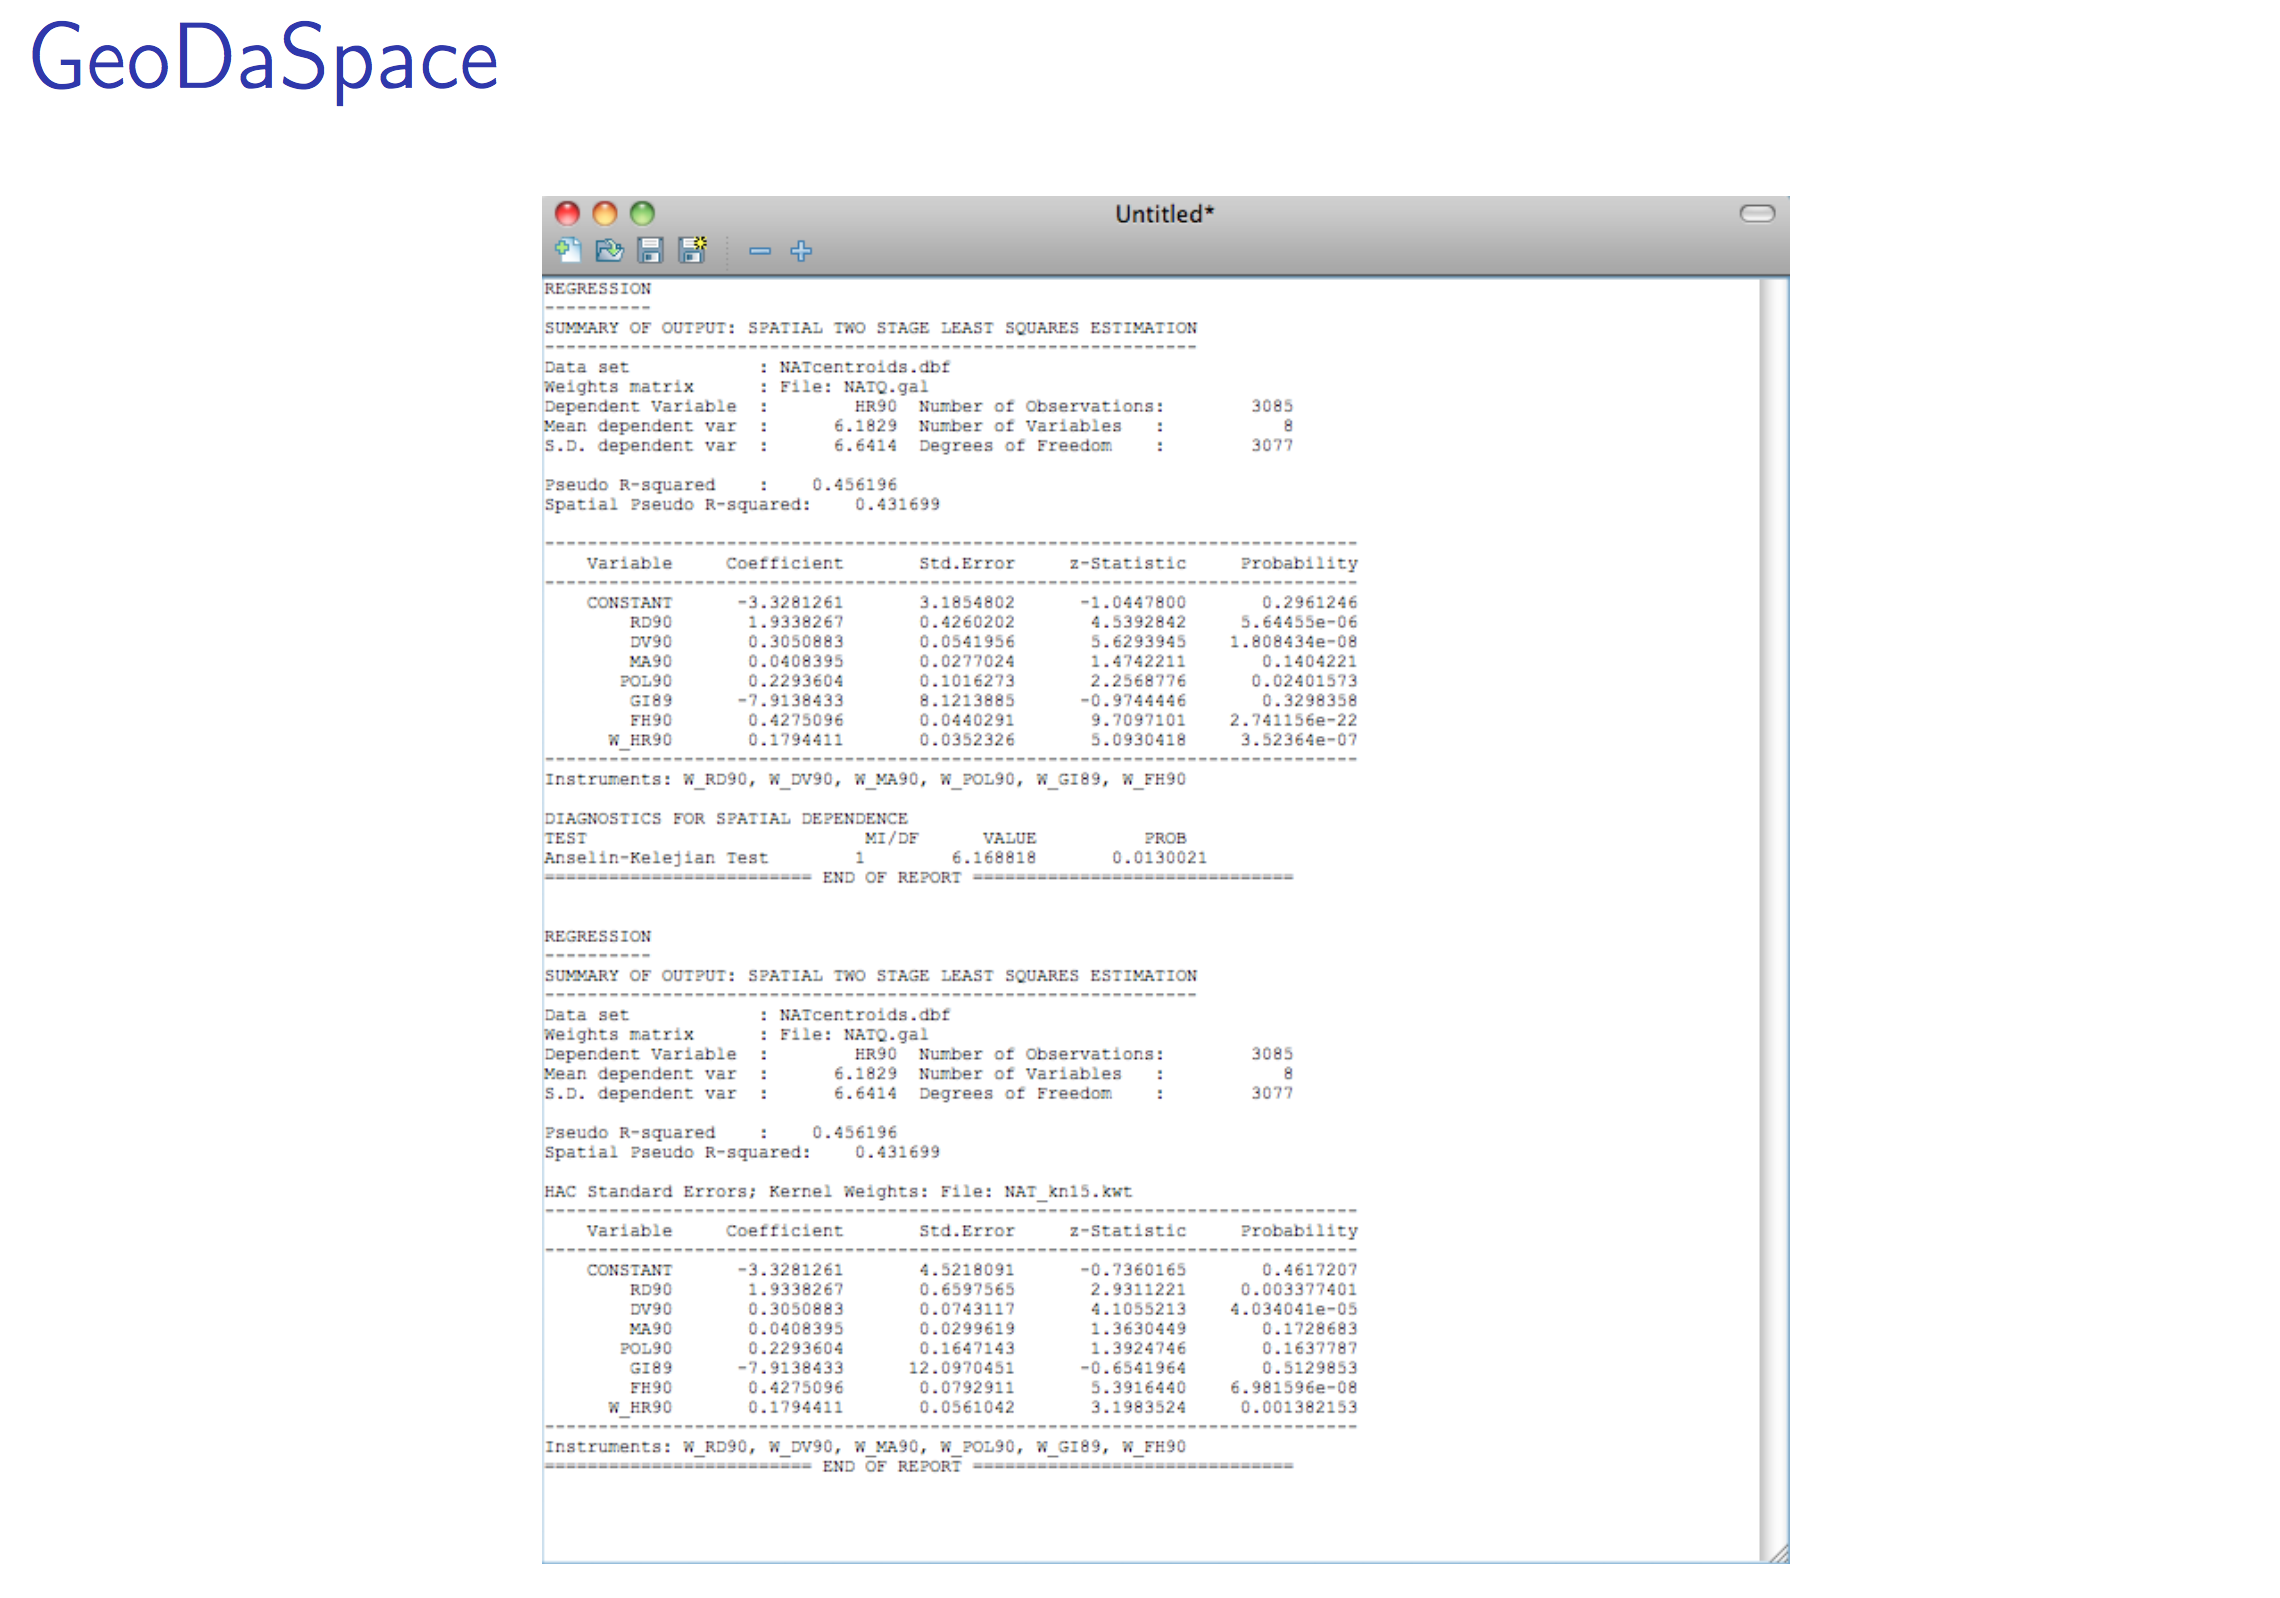 GeoDaSpace
Untitled*
REGRESSION
----------
SUMMARY OF OUTPUT: SPATIAL TWO STAGE LEAST SQUARES ESTIMATION
-------------------------------------------------------------
Data set : NATcentroids.dbf
Weights matrix : File: NATQ.gal
Dependent Variable : HR90 Number of Observations: 3085
Mean dependent var : 6.1829 Number of Variables : 8
S.D. dependent var : 6.6414 Degrees of Freedom : 3077
Pseudo R-squared : 0.456196
Spatial Pseudo R-squared: 0.431699
----------------------------------------------------------------------------
Variable Coefficient Std.Error z-Statistic Probability
----------------------------------------------------------------------------
CONSTANT -3.3281261 3.1854802 -1.0447800 0.2961246
RD90 1.9338267 0.4260202 4.5392842 5.64455e-06
DV90 0.3050883 0.0541956 5.6293945 1.808434e-08
MA90 0.0408395 0.0277024 1.4742211 0.1404221
POL90 0.2293604 0.1016273 2.2568776 0.02401573
GI89 -7.9138433 8.1213885 -0.9744446 0.3298358
FH90 0.4275096 0.0440291 9.7097101 2.741156e-22
W_HR90 0.1794411 0.0352326 5.0930418 3.52364e-07
----------------------------------------------------------------------------
Instruments: W_RD90, W_DV90, W_MA90, W_POL90, W_GI89, W_FH90
DIAGNOSTICS FOR SPATIAL DEPENDENCE
TEST MI/DF VALUE PROB
Anselin-Kelejian Test 1 6.168818 0.0130021
========================= END OF REPORT ==============================
REGRESSION
----------
SUMMARY OF OUTPUT: SPATIAL TWO STAGE LEAST SQUARES ESTIMATION
-------------------------------------------------------------
Data set : NATcentroids.dbf
Weights matrix : File: NATQ.gal
Dependent Variable : HR90 Number of Observations: 3085
Mean dependent var : 6.1829 Number of Variables : 8
S.D. dependent var : 6.6414 Degrees of Freedom : 3077
Pseudo R-squared : 0.456196
Spatial Pseudo R-squared: 0.431699
HAC Standard Errors; Kernel Weights: File: NAT_kn15.kwt
----------------------------------------------------------------------------
Variable Coefficient Std.Error z-Statistic Probability
----------------------------------------------------------------------------
CONSTANT -3.3281261 4.5218091 -0.7360165 0.4617207
RD90 1.9338267 0.6597565 2.9311221 0.003377401
DV90 0.3050883 0.0743117 4.1055213 4.034041e-05
MA90 0.0408395 0.0299619 1.3630449 0.1728683
POL90 0.2293604 0.1647143 1.3924746 0.1637787
GI89 -7.9138433 12.0970451 -0.6541964 0.5129853
FH90 0.4275096 0.0792911 5.3916440 6.981596e-08
W_HR90 0.1794411 0.0561042 3.1983524 0.001382153
----------------------------------------------------------------------------
Instruments: W_RD90, W_DV90, W_MA90, W_POL90, W_GI89, W_FH90
========================= END OF REPORT ==============================